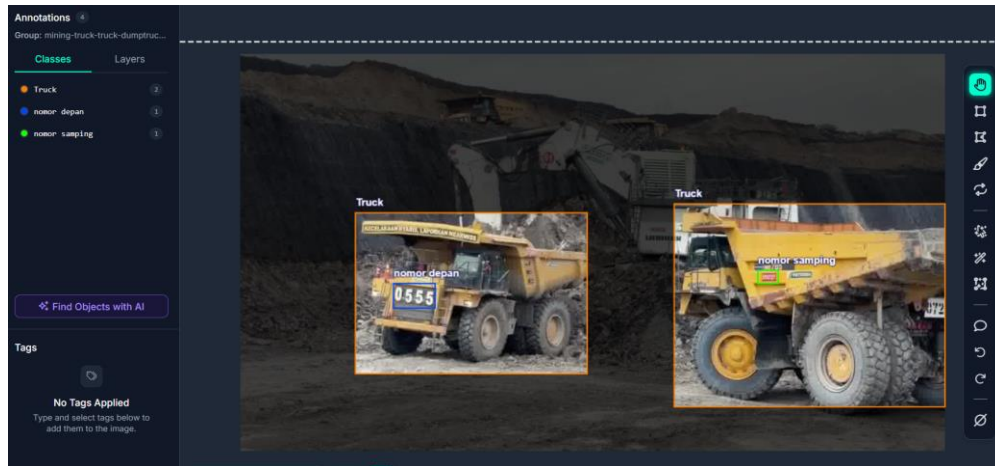 Annotations 4
Group: mining-truck-truck-dumptruc...
Classes Layers
Truck 2
nomor depan 1
nomor samping 1
Find Objects with AI
Tags
No Tags Applied
Type and select tags below to
add them to the image.
Truck
Truck
nomor depan
nomor samping
0555
072
LIEBHERR